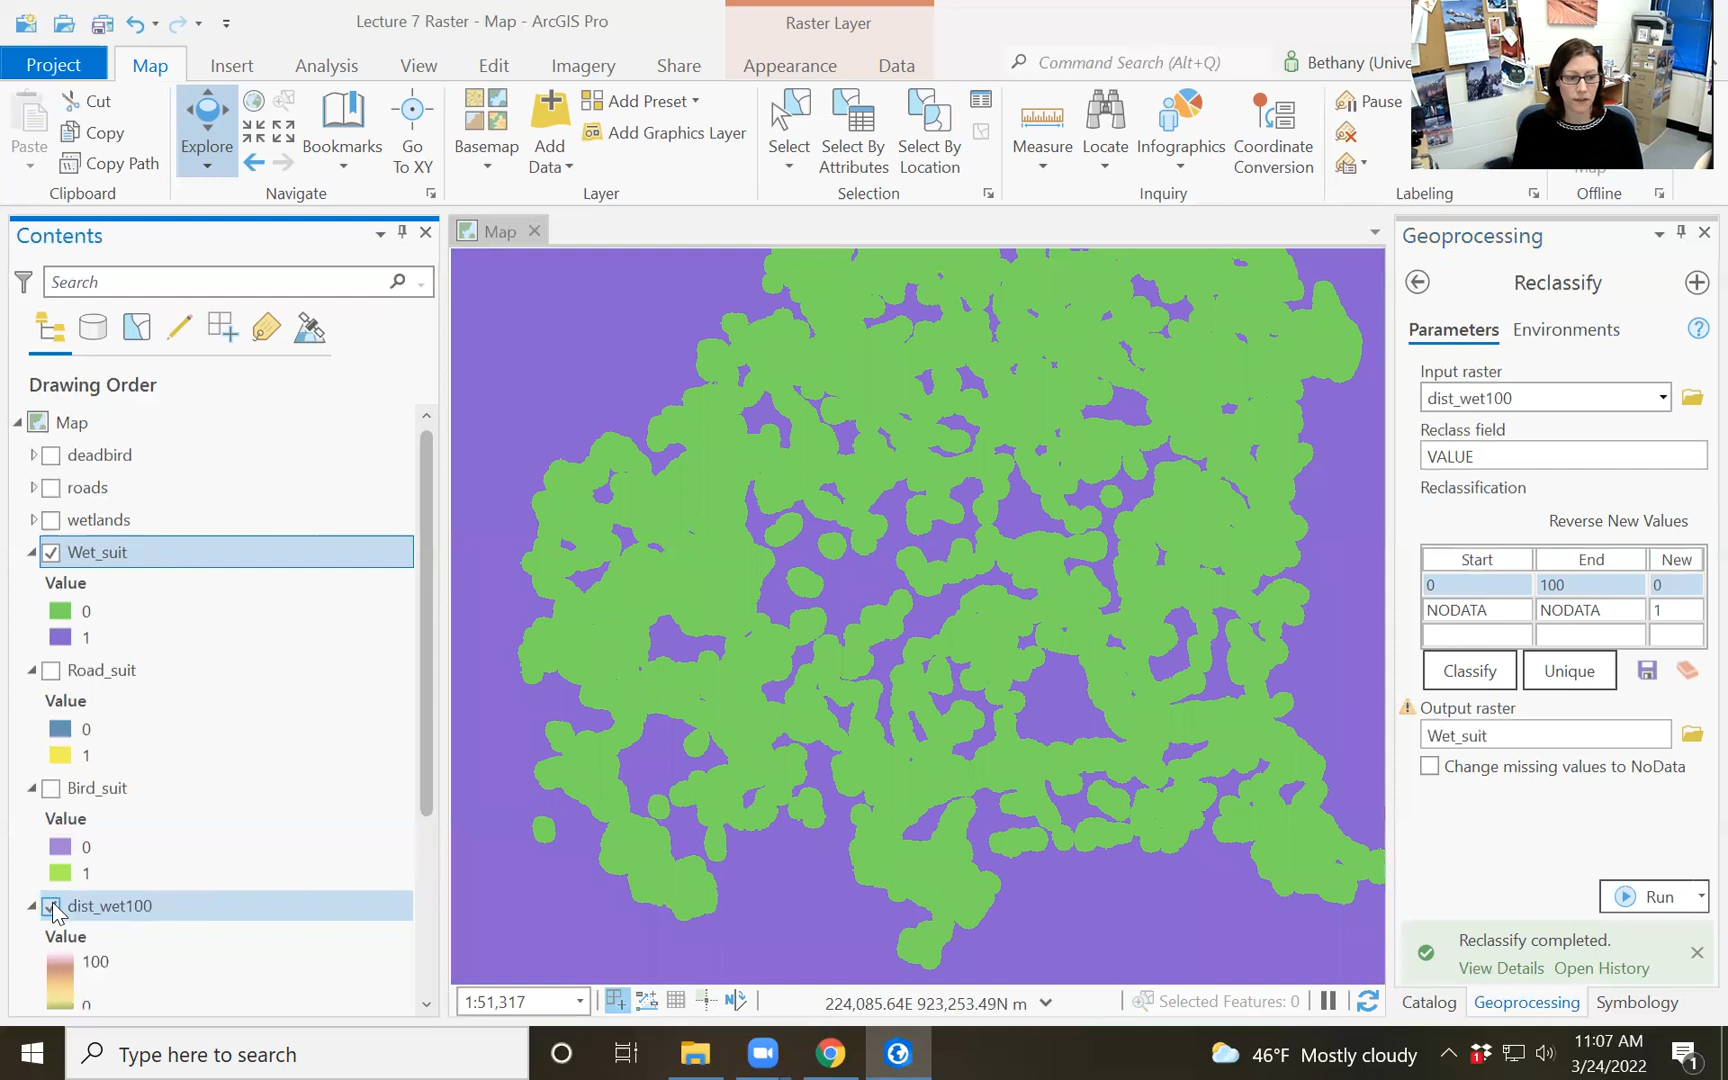 Lecture 7 Raster - Map - ArcGIS Pro
Raster Layer
Project
Map
Insert
Analysis
View
Edit
Imagery
Share
Appearance
Data
Command Search (Alt+Q)
Bethany (Unive
Paste
Cut
Copy
Copy Path
Clipboard
Explore
Bookmarks
Go
To XY
Navigate
Basemap
Add
Data
Add Preset
Add Graphics Layer
Layer
Select
Select By
Attributes
Select By
Location
Selection
Measure
Locate
Infographics
Coordinate
Conversion
Inquiry
Pause
Labeling
Offline
Contents
Search
Drawing Order
Map
deadbird
roads
wetlands
Wet_suit
Value
0
1
Road_suit
Value
0
1
Bird_suit
Value
0
1
dist_wet100
Value
100
0
Map
1:51,317
224,085.64E 923,253.49N m
Selected Features: 0
Geoprocessing
Reclassify
Parameters
Environments
Input raster
dist_wet100
Reclass field
VALUE
Reclassification
Reverse New Values
Start End New
0 100 0
NODATA NODATA 1
Classify
Unique
Output raster
Wet_suit
Change missing values to NoData
Run
Reclassify completed.
View Details Open History
Catalog
Geoprocessing
Symbology
Type here to search
46°F Mostly cloudy
1
11:07 AM
3/24/2022
1